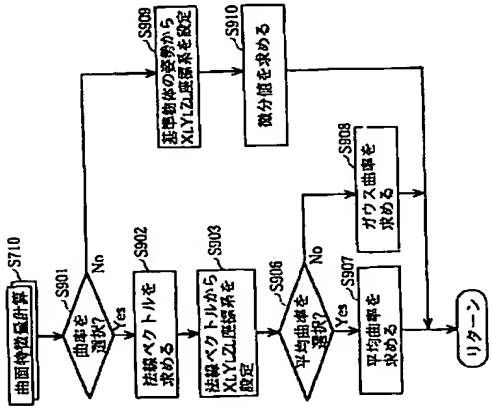 S710
曲面特徴量計算
S901
曲率を
選択?
No
Yes
S902
法線ベクトルを
求める
S903
法線ベクトルから
XLYLZL座標系を
設定
S906
平均曲率を
選択?
No
Yes
S907
平均曲率を
求める
S908
ガウス曲率を
求める
S909
基準物体の姿勢から
XLYLZL座標系を設定
S910
微分値を求める
リターン